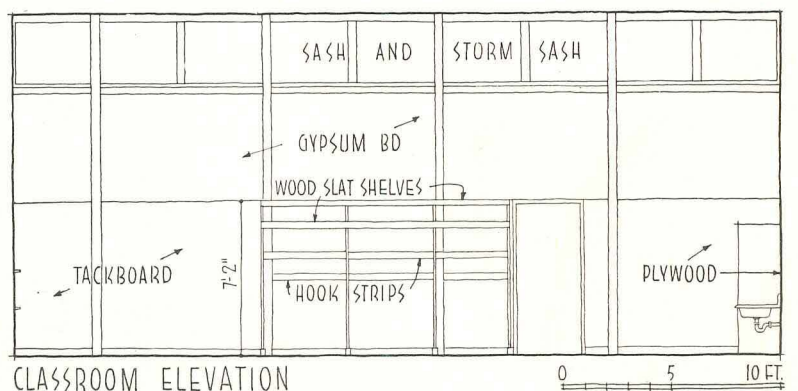 SASH AND STORM SASH
GYPSUM BD
WOOD SLAT SHELVES
TACKBOARD
7'-2"
HOOK STRIPS
PLYWOOD
CLASSROOM ELEVATION
0 5 10 FT.